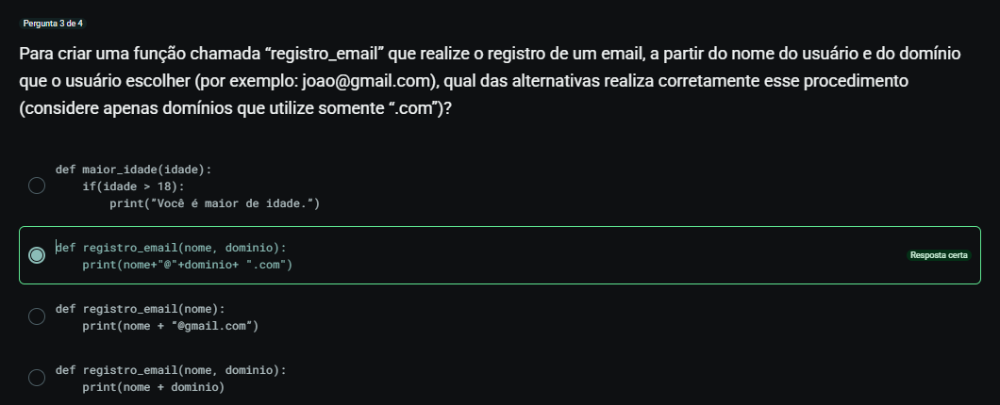 Pergunta 3 de 4
Para criar uma função chamada “registro_email” que realize o registro de um email, a partir do nome do usuário e do domínio
que o usuário escolher (por exemplo: joao@gmail.com), qual das alternativas realiza corretamente esse procedimento
(considere apenas domínios que utilize somente “.com”)?
def maior_idade(idade):
    if(idade > 18):
        print(”Você é maior de idade.”)
def registro_email(nome, dominio):
    print(nome+"@"+dominio+ ".com")
Resposta certa
def registro_email(nome):
    print(nome + “@gmail.com”)
def registro_email(nome, dominio):
    print(nome + dominio)